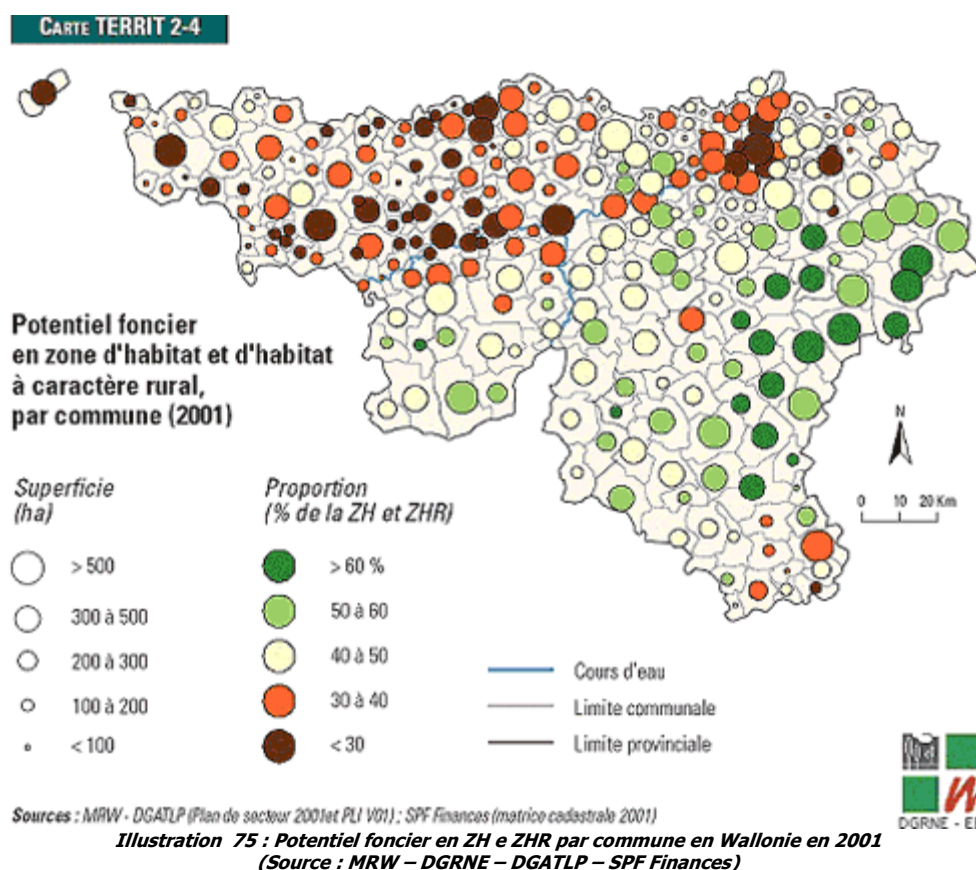 CARTE TERRIT 2-4
Potentiel foncier
en zone d'habitat et d'habitat
à caractère rural,
par commune (2001)
Superficie
(ha)
> 500
300 à 500
200 à 300
100 à 200
< 100
Proportion
(% de la ZH et ZHR)
> 60 %
50 à 60
40 à 50
30 à 40
< 30
Cours d'eau
Limite communale
Limite provinciale
N
0 10 20 Km
DGRNE - E
Sources : MRW - DGATLP (Plan de secteur 2001et PLI V01) ; SPF Finances (matrice cadastrale 2001)
Illustration 75 : Potentiel foncier en ZH e ZHR par commune en Wallonie en 2001
(Source : MRW – DGRNE – DGATLP – SPF Finances)